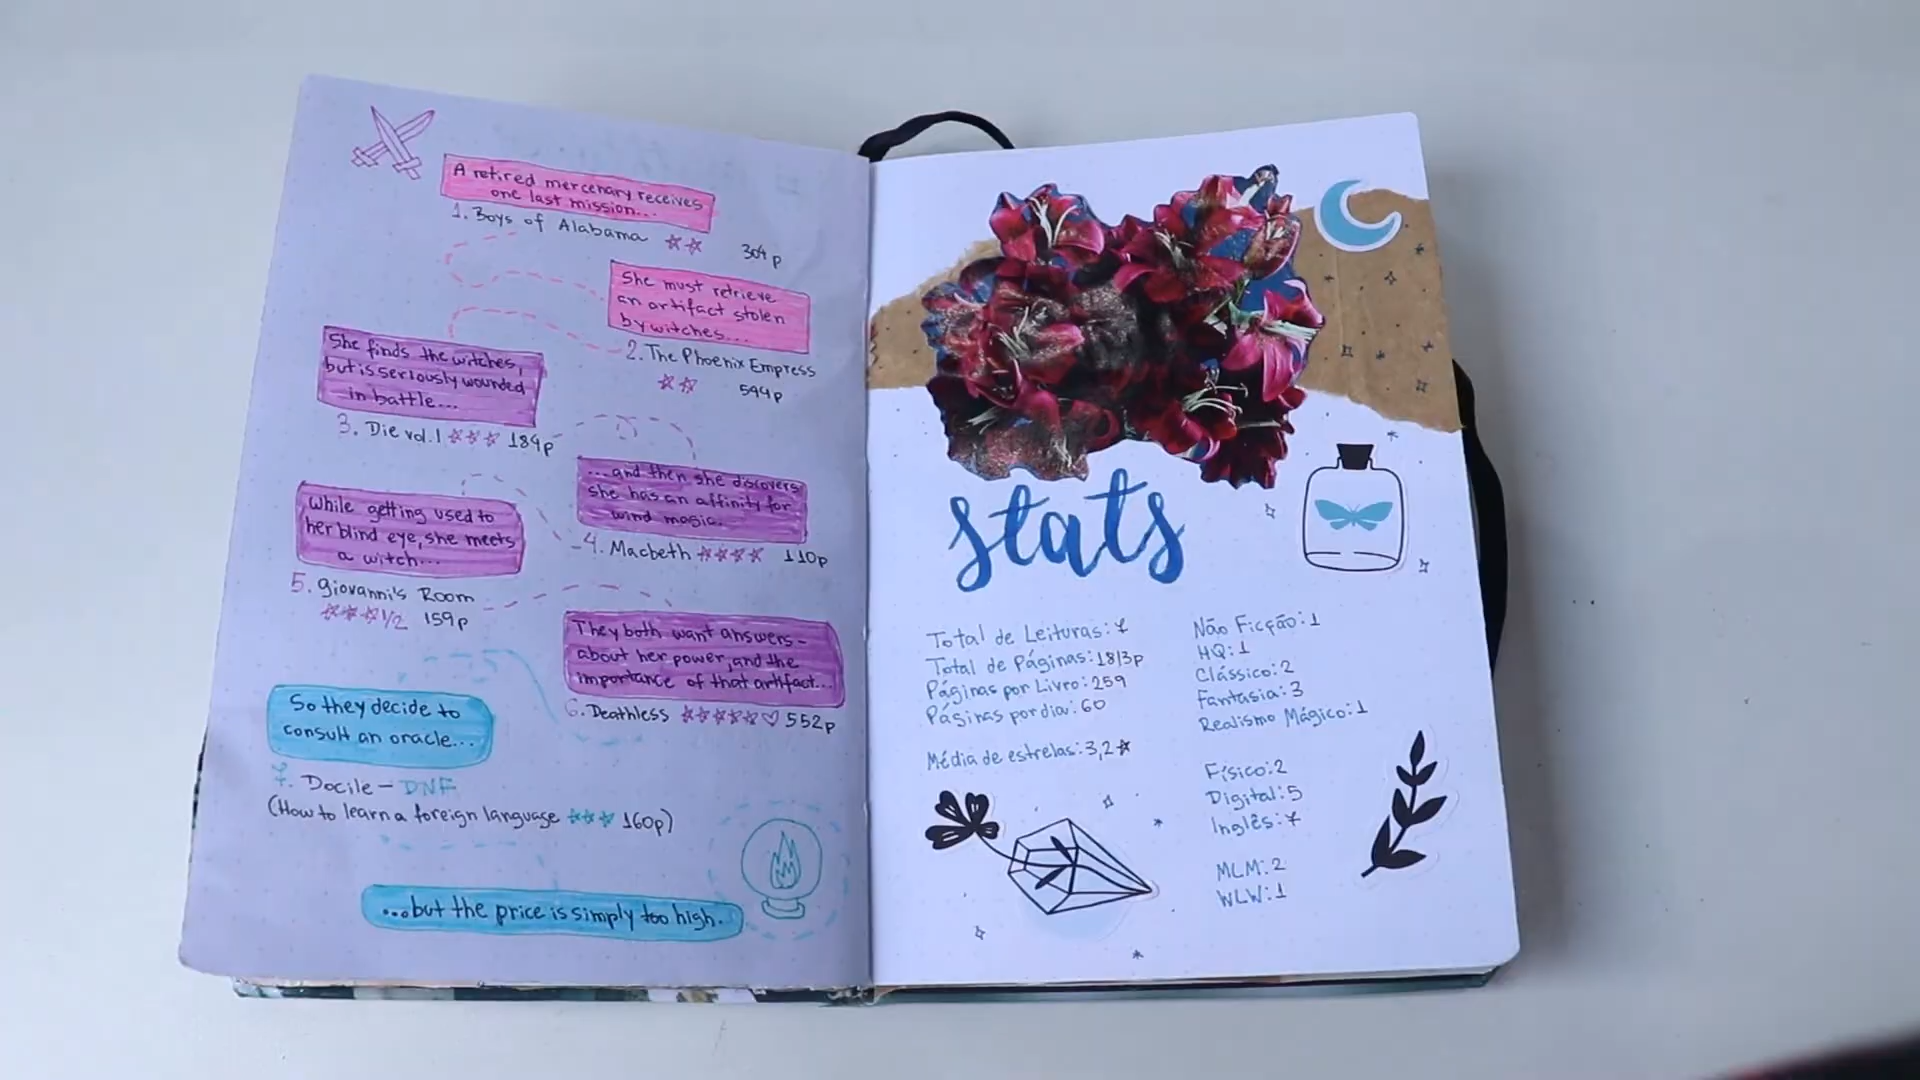 A retired mercenary receives
one last mission...
1. Boys of Alabama ☆☆ 304p
She must retrieve
an artifact stolen
by witches...
2. The Phoenix Empress
☆☆ 544p
She finds the witches,
but is seriously wounded
in battle...
3. Die vol.1 ☆☆☆ 184p
...and then she discovers
she has an affinity for
wind magic.
4. Macbeth ☆☆☆☆ 110p
While getting used to
her blind eye, she meets
a witch...
5. Giovanni's Room
☆☆☆1/2 159p
They both want answers-
about her power, and the
importance of that artifact...
6. Deathless ☆☆☆☆☆♡ 552p
So they decide to
consult an oracle...
7. Docile - DNF
(How to learn a foreign language ☆☆☆ 160p)
...but the price is simply too high.
stats
Total de Leituras: 7
Total de Páginas: 1813p
Páginas por Livro: 259
Páginas por dia: 60
Média de estrelas: 3,2☆
Não Ficção: 1
HQ: 1
Clássico: 2
Fantasia: 3
Realismo Mágico: 1
Físico: 2
Digital: 5
Inglês: 7
MLM: 2
WLW: 1